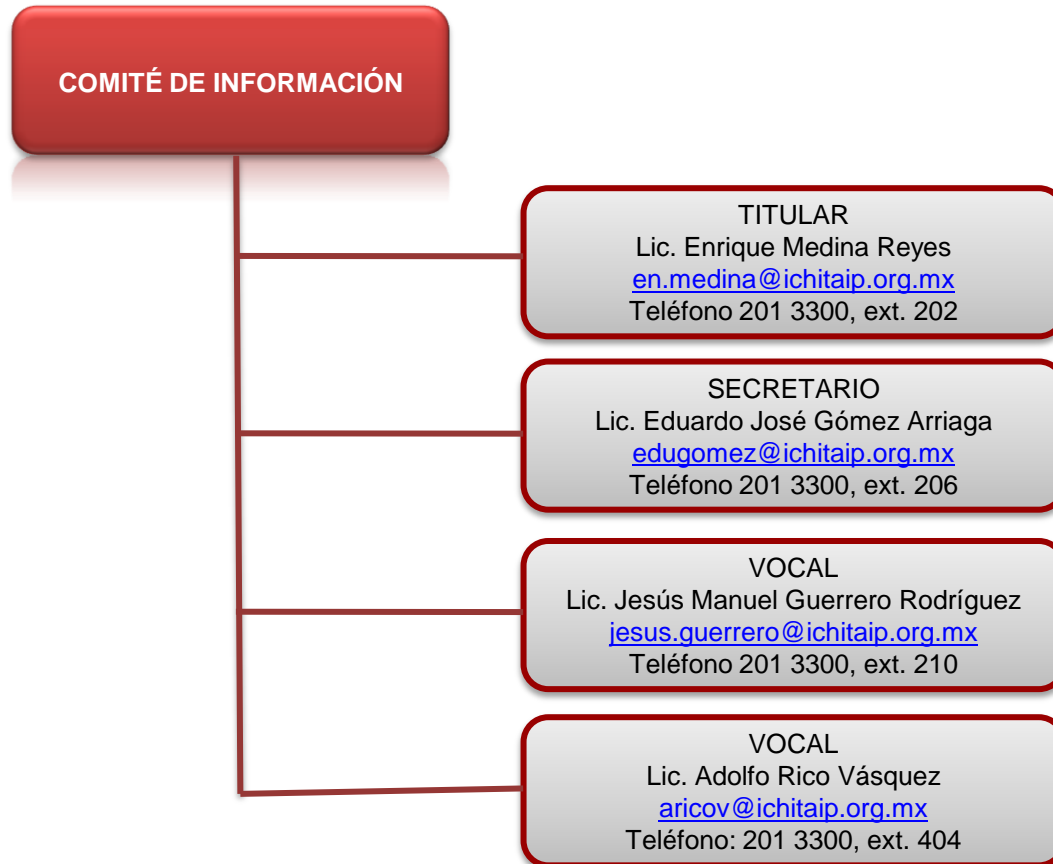 COMITÉ DE INFORMACIÓN
TITULAR
Lic. Enrique Medina Reyes
en.medina@ichitaip.org.mx
Teléfono 201 3300, ext. 202
SECRETARIO
Lic. Eduardo José Gómez Arriaga
edugomez@ichitaip.org.mx
Teléfono 201 3300, ext. 206
VOCAL
Lic. Jesús Manuel Guerrero Rodríguez
jesus.guerrero@ichitaip.org.mx
Teléfono 201 3300, ext. 210
VOCAL
Lic. Adolfo Rico Vásquez
aricov@ichitaip.org.mx
Teléfono: 201 3300, ext. 404